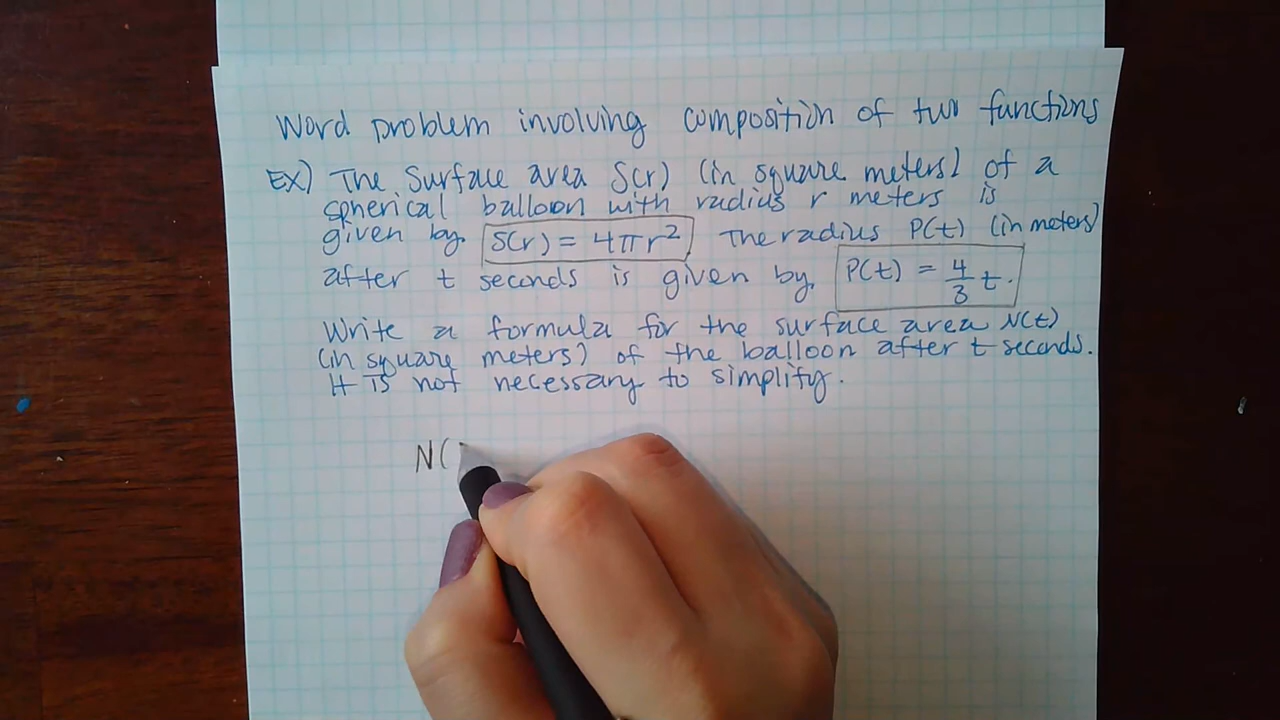 Word problem involving composition of two functions
EX) The Surface area S(r) (in square meters) of a
spherical balloon with radius r meters is
given by S(r) = 4πr² The radius P(t) (in meters)
after t seconds is given by P(t) = 4/3 t.
Write a formula for the surface area N(t)
(in square meters) of the balloon after t seconds.
It is not necessary to simplify.
N(